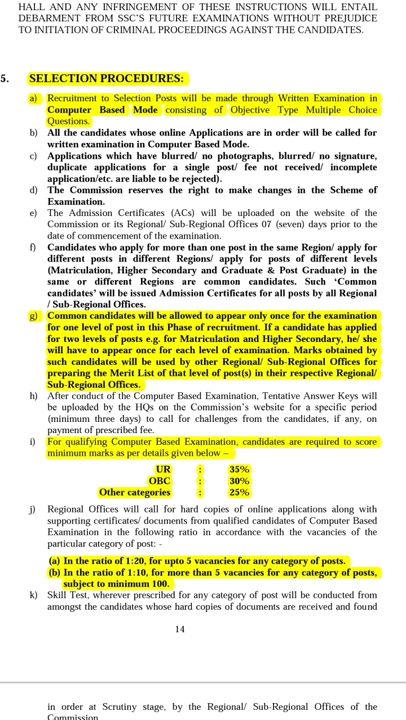 HALL AND ANY INFRINGEMENT OF THESE INSTRUCTIONS WILL ENTAIL
DEBARMENT FROM SSC'S FUTURE EXAMINATIONS WITHOUT PREJUDICE
TO INITIATION OF CRIMINAL PROCEEDINGS AGAINST THE CANDIDATES.
5. SELECTION PROCEDURES:
a) Recruitment to Selection Posts will be made through Written Examination in
Computer Based Mode consisting of Objective Type Multiple Choice
Questions.
b) All the candidates whose online Applications are in order will be called for
written examination in Computer Based Mode.
c) Applications which have blurred/ no photographs, blurred/ no signature,
duplicate applications for a single post/ fee not received/ incomplete
application/etc. are liable to be rejected).
d) The Commission reserves the right to make changes in the Scheme of
Examination.
e) The Admission Certificates (ACs) will be uploaded on the website of the
Commission or its Regional/ Sub-Regional Offices 07 (seven) days prior to the
date of commencement of the examination.
f) Candidates who apply for more than one post in the same Region/ apply for
different posts in different Regions/ apply for posts of different levels
(Matriculation, Higher Secondary and Graduate & Post Graduate) in the
same or different Regions are common candidates. Such 'Common
candidates' will be issued Admission Certificates for all posts by all Regional
/ Sub-Regional Offices.
g) Common candidates will be allowed to appear only once for the examination
for one level of post in this Phase of recruitment. If a candidate has applied
for two levels of posts e.g. for Matriculation and Higher Secondary, he/ she
will have to appear once for each level of examination. Marks obtained by
such candidates will be used by other Regional/ Sub-Regional Offices for
preparing the Merit List of that level of post(s) in their respective Regional/
Sub-Regional Offices.
h) After conduct of the Computer Based Examination, Tentative Answer Keys will
be uploaded by the HQs on the Commission's website for a specific period
(minimum three days) to call for challenges from the candidates, if any, on
payment of prescribed fee.
i) For qualifying Computer Based Examination, candidates are required to score
minimum marks as per details given below –
UR : 35%
OBC : 30%
Other categories : 25%
j) Regional Offices will call for hard copies of online applications along with
supporting certificates/ documents from qualified candidates of Computer Based
Examination in the following ratio in accordance with the vacancies of the
particular category of post: -
(a) In the ratio of 1:20, for upto 5 vacancies for any category of posts.
(b) In the ratio of 1:10, for more than 5 vacancies for any category of posts,
subject to minimum 100.
k) Skill Test, wherever prescribed for any category of post will be conducted from
amongst the candidates whose hard copies of documents are received and found
14
in order at Scrutiny stage, by the Regional/ Sub-Regional Offices of the
Commission